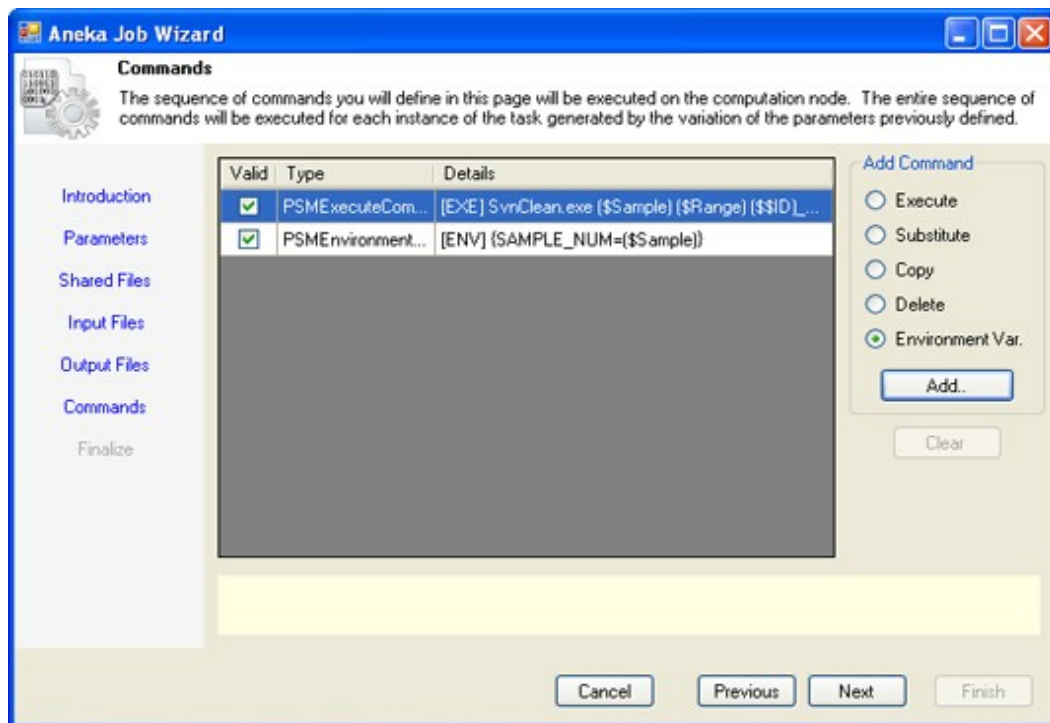 Aneka Job Wizard
Commands
The sequence of commands you will define in this page will be executed on the computation node. The entire sequence of
commands will be executed for each instance of the task generated by the variation of the parameters previously defined.
Introduction
Parameters
Shared Files
Input Files
Output Files
Commands
Finalize
Valid Type Details
PSMExecuteCom... [EXE] SvnClean.exe ($Sample) ($Range) ($$ID)_...
PSMEnvironment... [ENV] {SAMPLE_NUM=($Sample)}
Add Command
Execute
Substitute
Copy
Delete
Environment Var.
Add..
Clear
Cancel Previous Next Finish